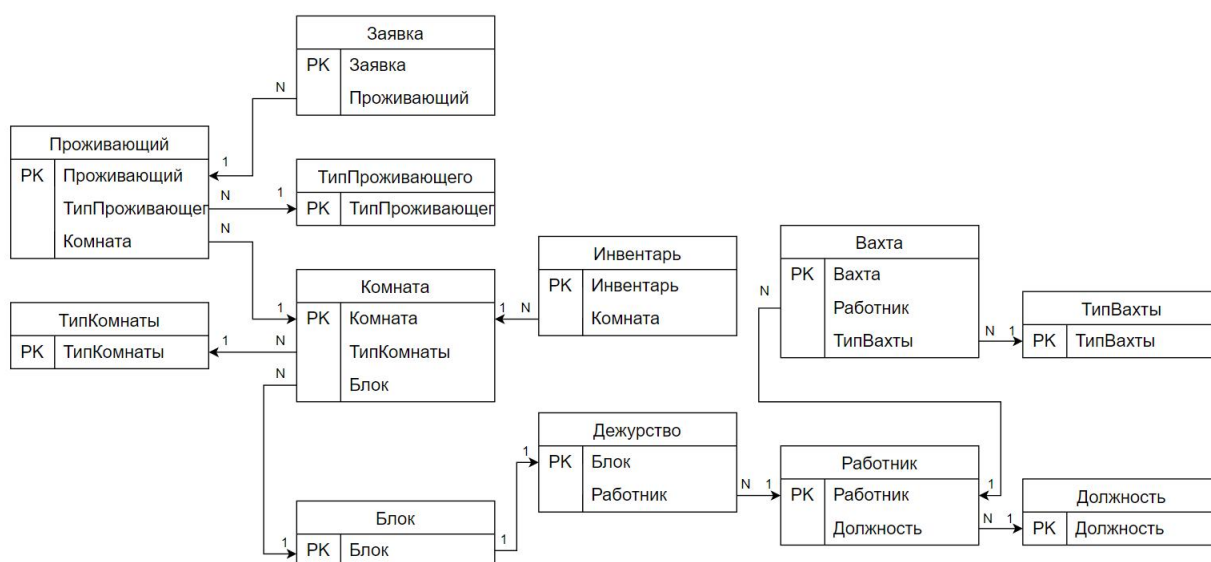 Заявка
PK Заявка
Проживающий
N
1
Проживающий
PK Проживающий
ТипПроживающег
Комната
N
1
N
ТипПроживающего
PK ТипПроживающег
ТипКомнаты
PK ТипКомнаты
1
N
N
1
Комната
PK Комната
ТипКомнаты
Блок
1
N
Инвентарь
PK Инвентарь
Комната
Вахта
PK Вахта
Работник
ТипВахты
N
N
1
ТипВахты
PK ТипВахты
Дежурство
PK Блок
Работник
1
N
1
Работник
PK Работник
Должность
1
N
1
Должность
PK Должность
Блок
PK Блок
1
1